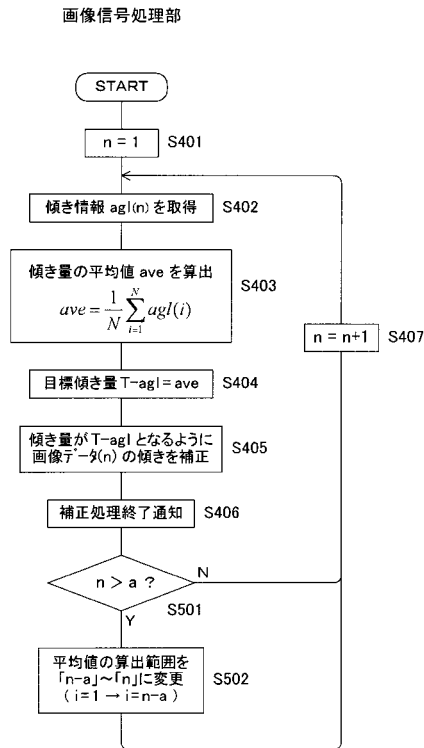 画像信号処理部
START
n = 1 S401
傾き情報 agl(n) を取得 S402
傾き量の平均値 ave を算出
ave = \frac{1}{N} \sum_{i=1}^{N} agl(i)
S403
n = n+1 S407
目標傾き量 T-agl = ave S404
傾き量が T-agl となるように
画像データ(n) の傾きを補正
S405
補正処理終了通知 S406
n > a ? N
S501
Y
平均値の算出範囲を
「n-a」~「n」に変更
( i=1 → i=n-a )
S502